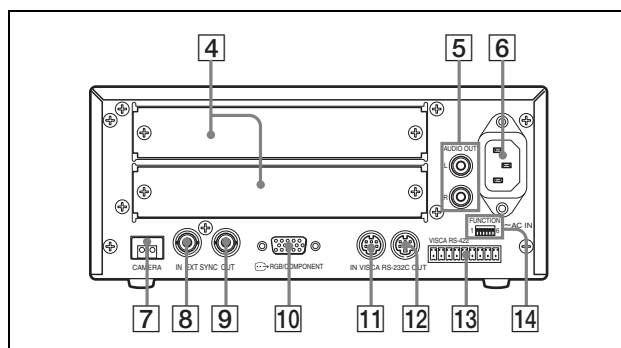 4
5
6
AUDIO OUT
L
R
FUNCTION
1 6
~AC IN
VISCA RS-422
CAMERA
IN EXT SYNC OUT
RGB/COMPONENT
IN VISCA RS-232C OUT
7
8
9
10
11
12
13
14